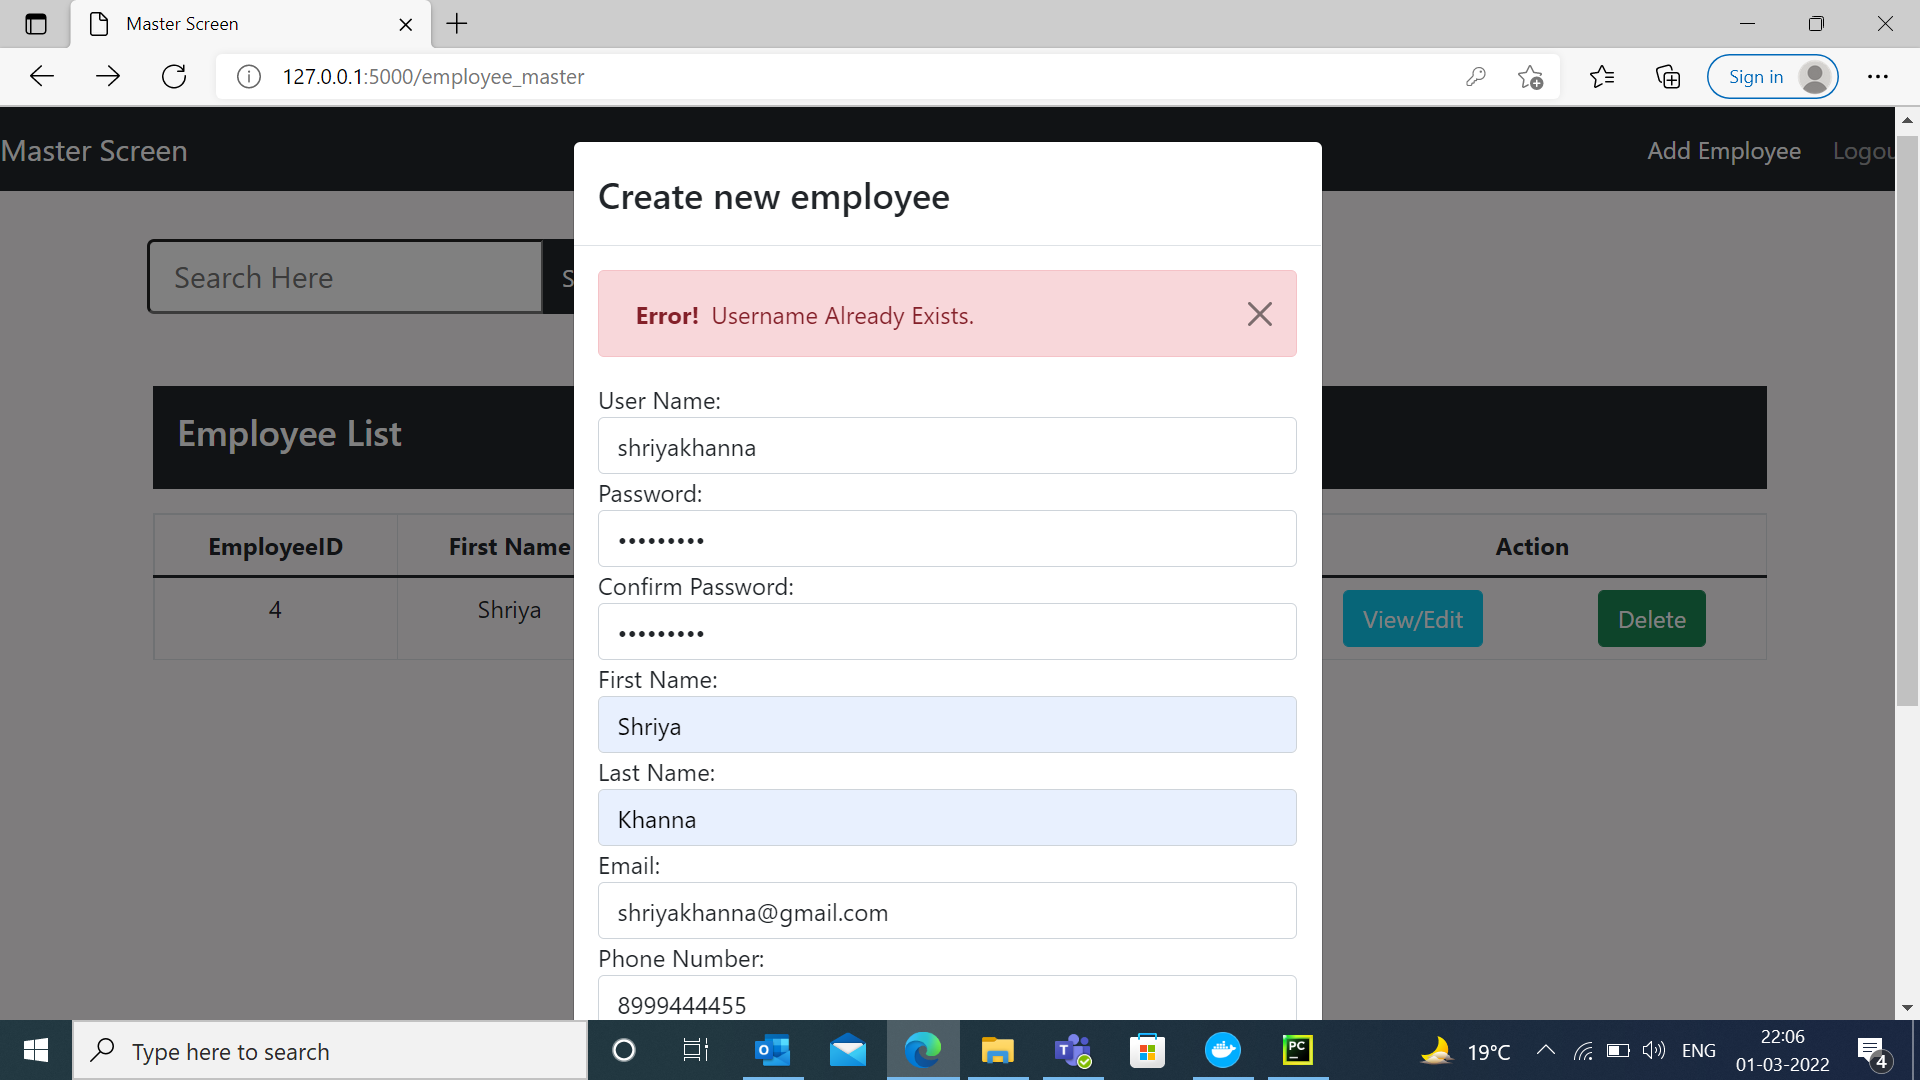 Master Screen
127.0.0.1:5000/employee_master
Sign in
Master Screen
Add Employee
Logou
Create new employee
Search Here
S
Error! Username Already Exists.
User Name:
shriyakhanna
Employee List
Password:
•••••••••
EmployeeID First Name Action
Confirm Password:
•••••••••
4 Shriya View/Edit Delete
First Name:
Shriya
Last Name:
Khanna
Email:
shriyakhanna@gmail.com
Phone Number:
8999444455
Type here to search
PC
19°C
ENG
22:06
01-03-2022
4